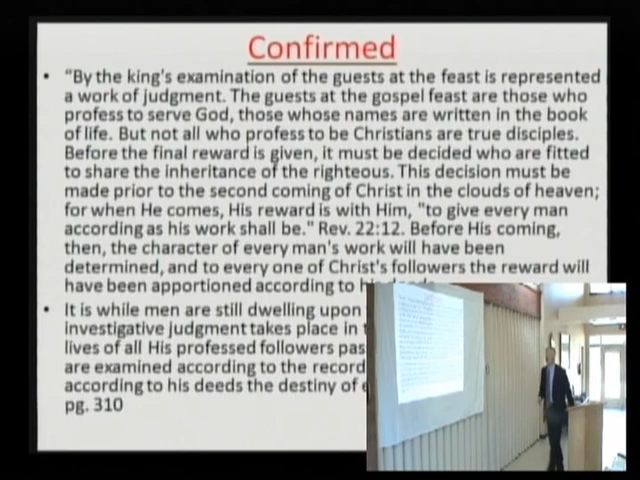 Confirmed
• "By the king's examination of the guests at the feast is represented
a work of judgment. The guests at the gospel feast are those who
profess to serve God, those whose names are written in the book
of life. But not all who profess to be Christians are true disciples.
Before the final reward is given, it must be decided who are fitted
to share the inheritance of the righteous. This decision must be
made prior to the second coming of Christ in the clouds of heaven;
for when He comes, His reward is with Him, "to give every man
according as his work shall be." Rev. 22:12. Before His coming,
then, the character of every man's work will have been
determined, and to every one of Christ's followers the reward will
have been apportioned according to
• It is while men are still dwelling upon
investigative judgment takes place in
lives of all His professed followers
are examined according to the
according to his deeds the destiny of
pg. 310